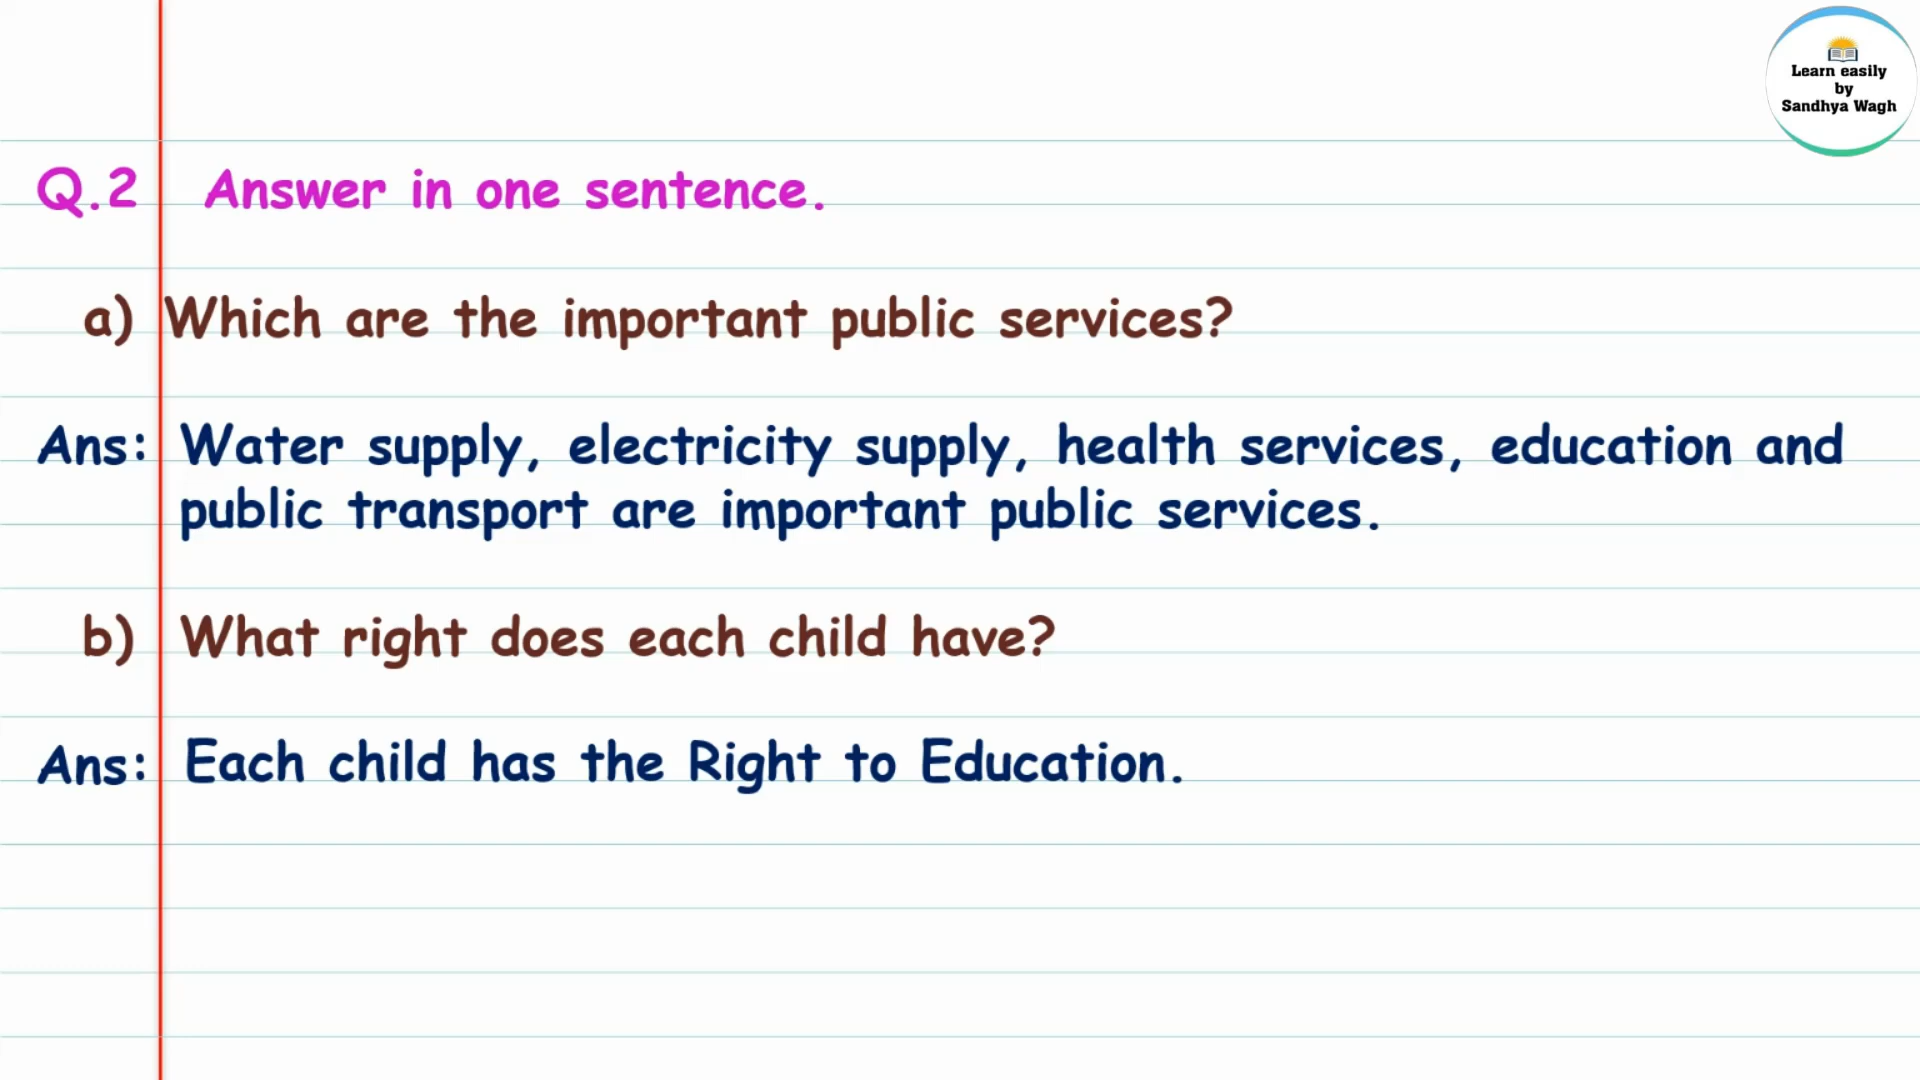 Learn easily
by
Sandhya Wagh
Q.2 Answer in one sentence.
a) Which are the important public services?
Ans: Water supply, electricity supply, health services, education and
public transport are important public services.
b) What right does each child have?
Ans: Each child has the Right to Education.